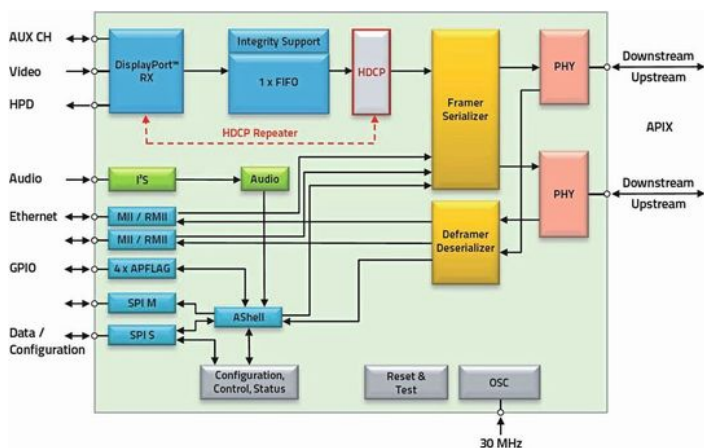 AUX CH
Video
HPD
DisplayPort™
RX
Integrity Support
1 x FIFO
HDCP
HDCP Repeater
Framer
Serializer
PHY
Downstream
Upstream
APIX
PHY
Downstream
Upstream
Audio
I²S
Audio
Ethernet
MII / RMII
MII / RMII
Deframer
Deserializer
GPIO
4 x APFLAG
SPI M
AShell
Data /
Configuration
SPI S
Configuration,
Control, Status
Reset &
Test
OSC
30 MHz